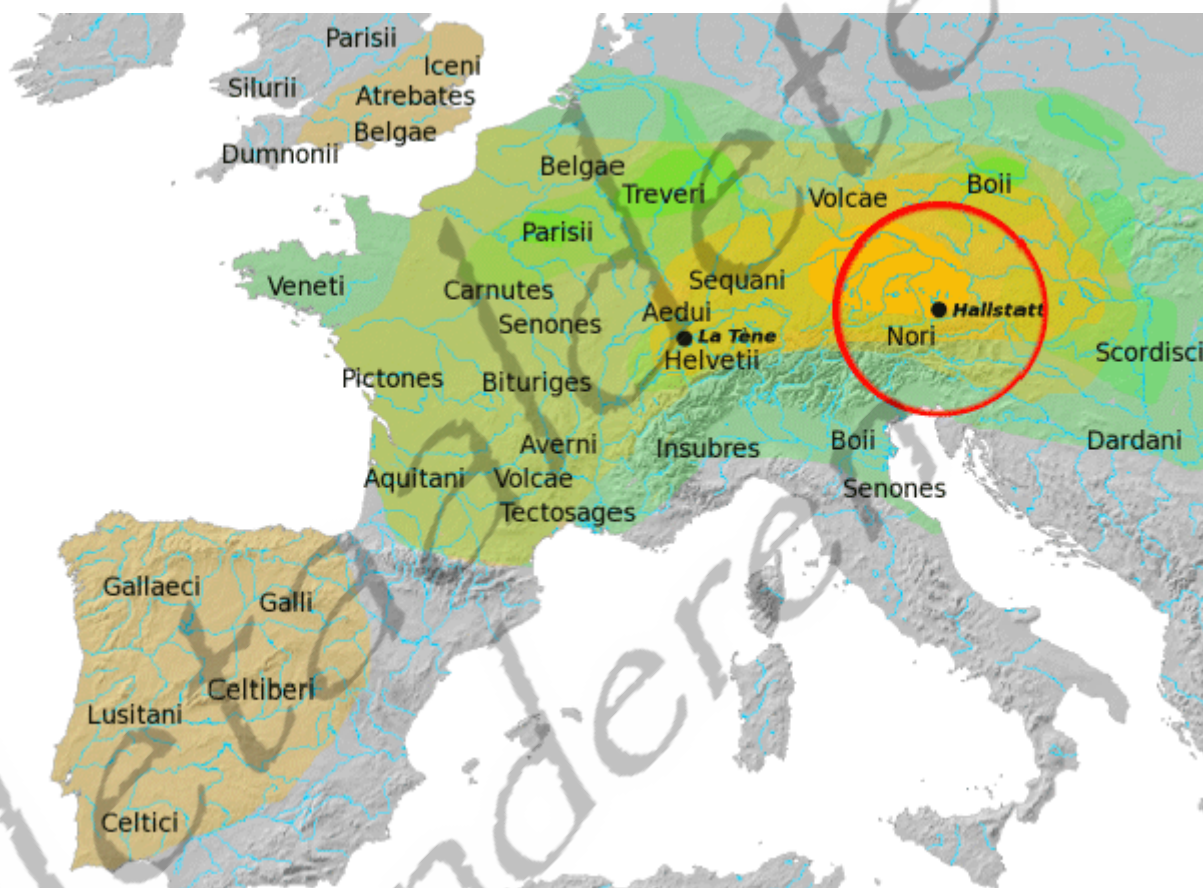 Parisii
Iceni
Silurii
Atrebates
Belgae
Dumnonii
Belgae
Treveri
Volcae
Boii
Parisii
Veneti
Carnutes
Sequani
Senones
Aedui
Hallstatt
La Tène
Nori
Helvetii
Scordisci
Pictones
Bituriges
Averni
Insubres
Boii
Dardani
Aquitani
Volcae
Senones
Tectosages
Gallaeci
Galli
Celtiberi
Lusitani
Celtici